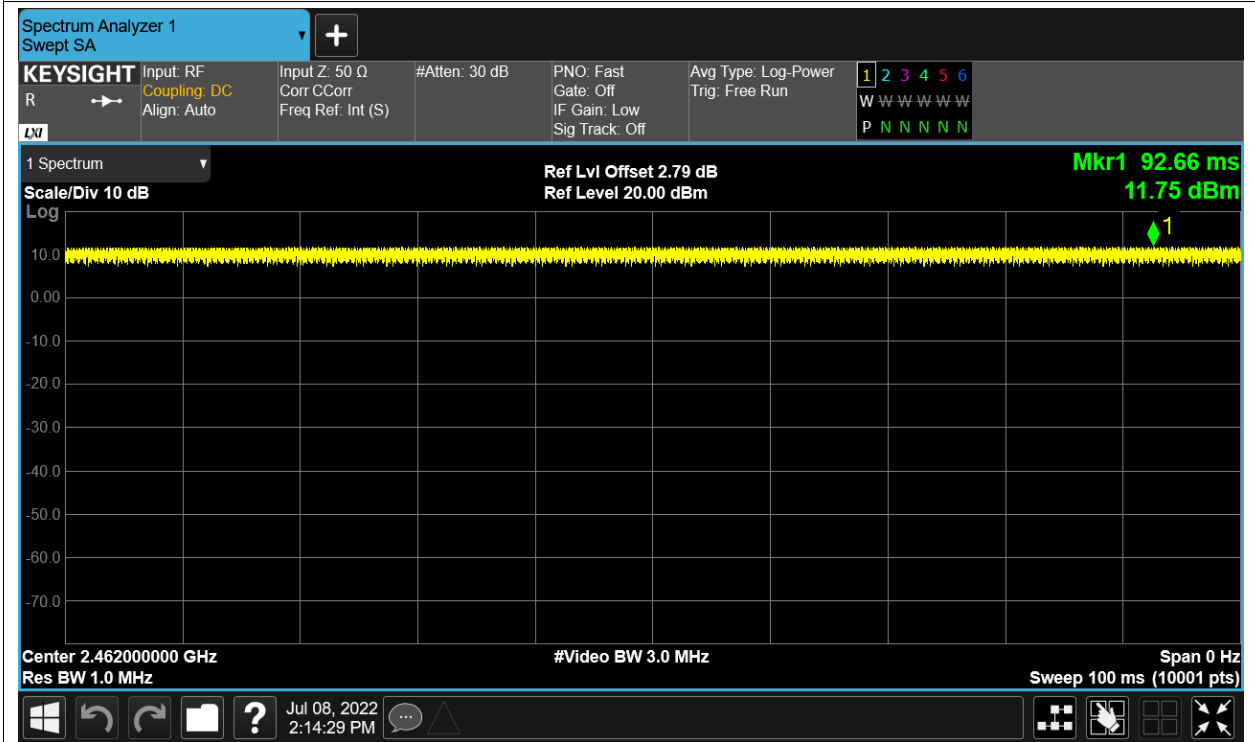 Spectrum Analyzer 1
Swept SA
+
KEYSIGHT
R
LXI
Input: RF
Coupling: DC
Align: Auto
Input Z: 50 Ω
Corr CCorr
Freq Ref: Int (S)
#Atten: 30 dB
PNO: Fast
Gate: Off
IF Gain: Low
Sig Track: Off
Avg Type: Log-Power
Trig: Free Run
1 2 3 4 5 6
W W W W W W
P N N N N N
1 Spectrum
Scale/Div 10 dB
Log
Ref Lvl Offset 2.79 dB
Ref Level 20.00 dBm
Mkr1 92.66 ms
11.75 dBm
1
10.0
0.00
-10.0
-20.0
-30.0
-40.0
-50.0
-60.0
-70.0
Center 2.462000000 GHz
#Video BW 3.0 MHz
Span 0 Hz
Res BW 1.0 MHz
Sweep 100 ms (10001 pts)
?
Jul 08, 2022
2:14:29 PM